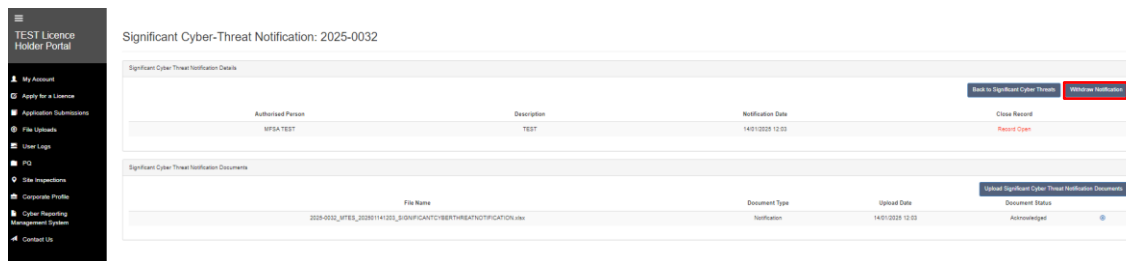 TEST Licence
Holder Portal
My Account
Apply for a Licence
Application Submissions
File Uploads
User Logs
PQ
Site Inspections
Corporate Profile
Cyber Reporting
Management System
Contact Us
Significant Cyber-Threat Notification: 2025-0032
Significant Cyber Threat Notification Details
Back to Significant Cyber Threats Withdraw Notification
Authorised Person Description Notification Date Close Record
MFSA TEST TEST 14/01/2025 12:03 Record Open
Significant Cyber Threat Notification Documents
Upload Significant Cyber Threat Notification Documents
File Name Document Type Upload Date Document Status
2025-0032_MTES_202501141203_SIGNIFICANTCYBERTHREATNOTIFICATION.xlsx Notification 14/01/2025 12:03 Acknowledged